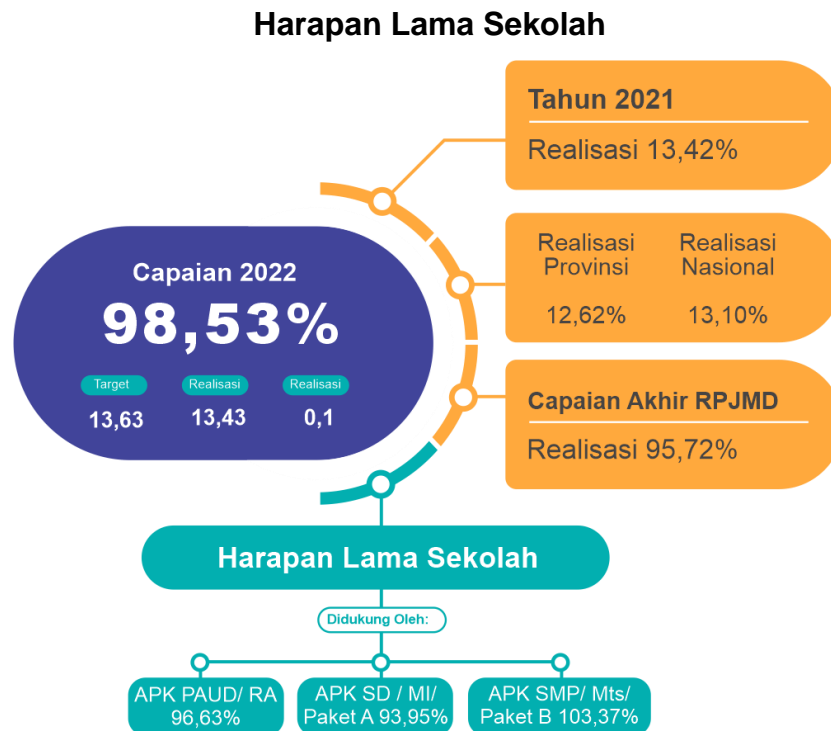 Harapan Lama Sekolah
Tahun 2021
Realisasi 13,42%
Realisasi Provinsi
12,62%
Realisasi Nasional
13,10%
Capaian 2022
98,53%
Target
13,63
Realisasi
13,43
Realisasi
0,1
Capaian Akhir RPJMD
Realisasi 95,72%
Harapan Lama Sekolah
Didukung Oleh:
APK PAUD/ RA
96,63%
APK SD / MI/
Paket A 93,95%
APK SMP/ Mts/
Paket B 103,37%